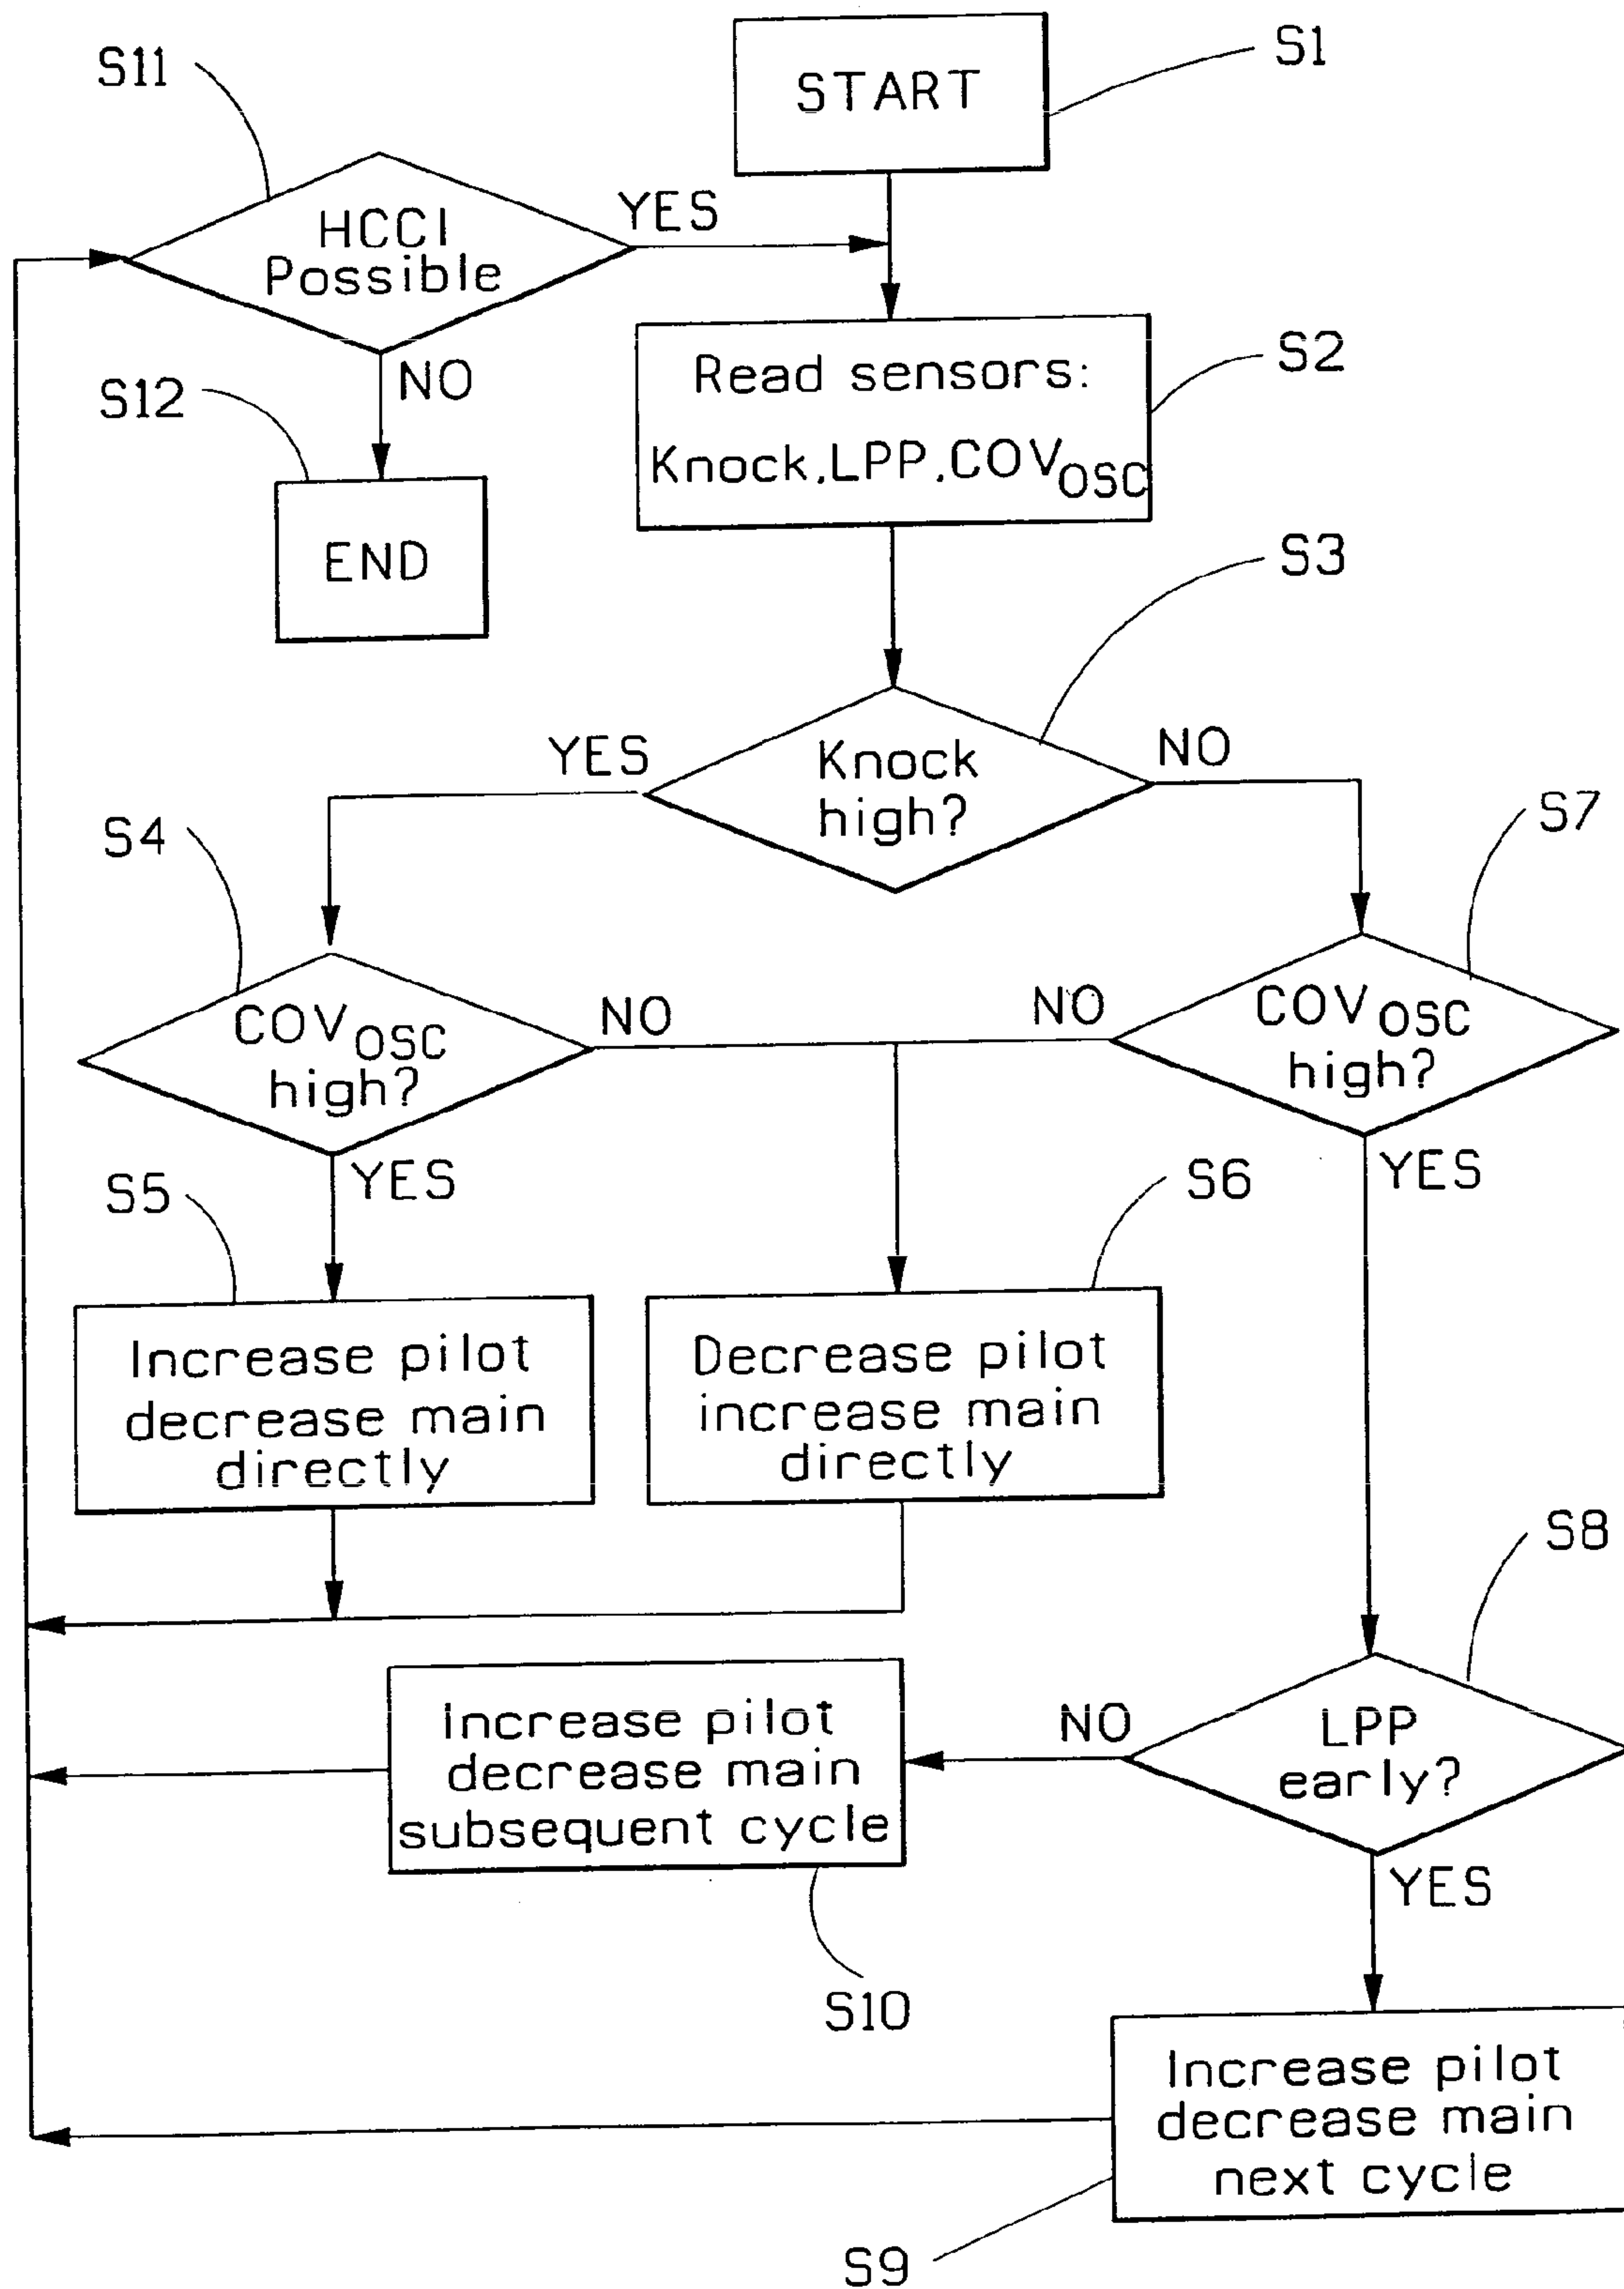 START
S1
S11
HCCI
Possible
YES
NO
S12
END
Read sensors:
Knock,LPP,COV_OSC
S2
S3
Knock
high?
YES
NO
S4
COV_OSC
high?
NO
YES
S7
COV_OSC
high?
NO
YES
S5
Increase pilot
decrease main
directly
S6
Decrease pilot
increase main
directly
S8
LPP
early?
NO
YES
Increase pilot
decrease main
subsequent cycle
S10
Increase pilot
decrease main
next cycle
S9